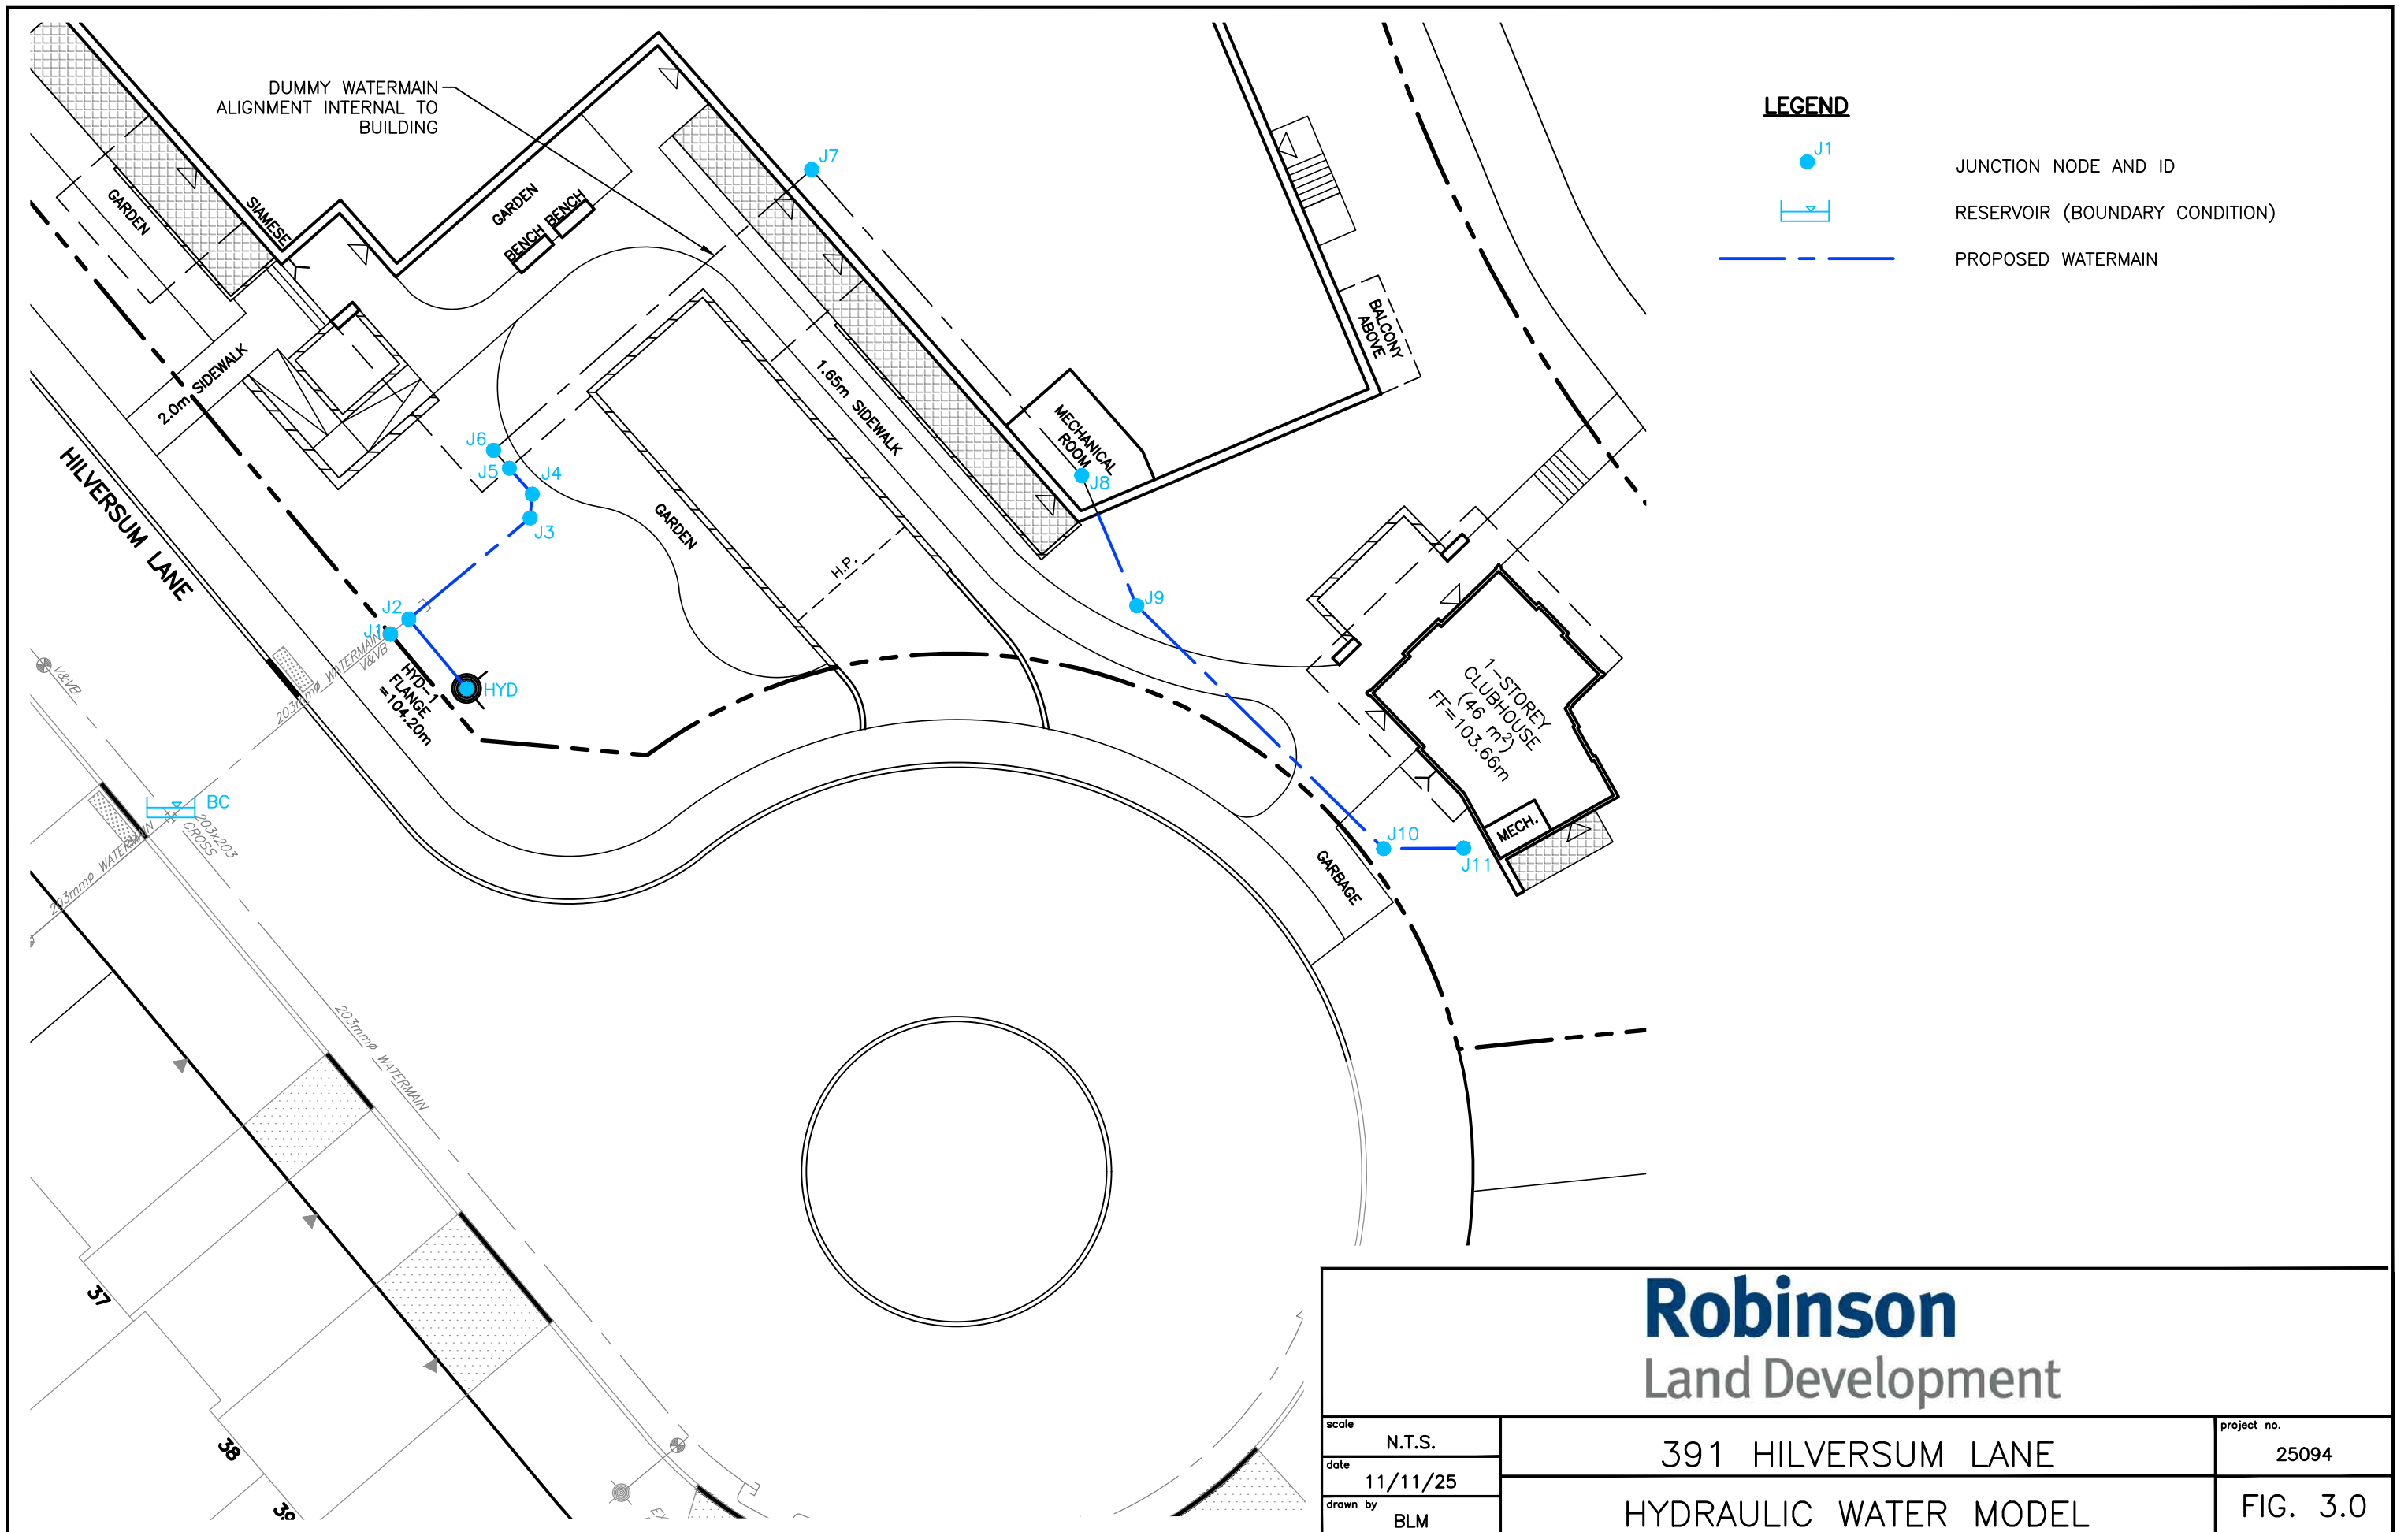 DUMMY WATERMAIN
ALIGNMENT INTERNAL TO
BUILDING
LEGEND
J1
JUNCTION NODE AND ID
RESERVOIR (BOUNDARY CONDITION)
PROPOSED WATERMAIN
J7
GARDEN
SIAMESE
GARDEN
BENCH
BENCH
BALCONY
ABOVE
2.0m SIDEWALK
1.65m SIDEWALK
MECHANICAL
ROOM
J8
J6
J5
J4
J3
HILVERSUM LANE
GARDEN
H.P.
J9
J2
J1
203mmø WATERMAIN
V&VB
V&VB
HYD-1
FLANGE
=104.20m
HYD
1-STOREY
CLUBHOUSE
(46 m²)
FF=103.66m
MECH.
BC
203x203
CROSS
203mmø WATERMAIN
J10
J11
GARBAGE
203mmø WATERMAIN
37
38
39
Robinson
Land Development
scale
N.T.S.
date
11/11/25
drawn by
BLM
391 HILVERSUM LANE
HYDRAULIC WATER MODEL
project no.
25094
FIG. 3.0